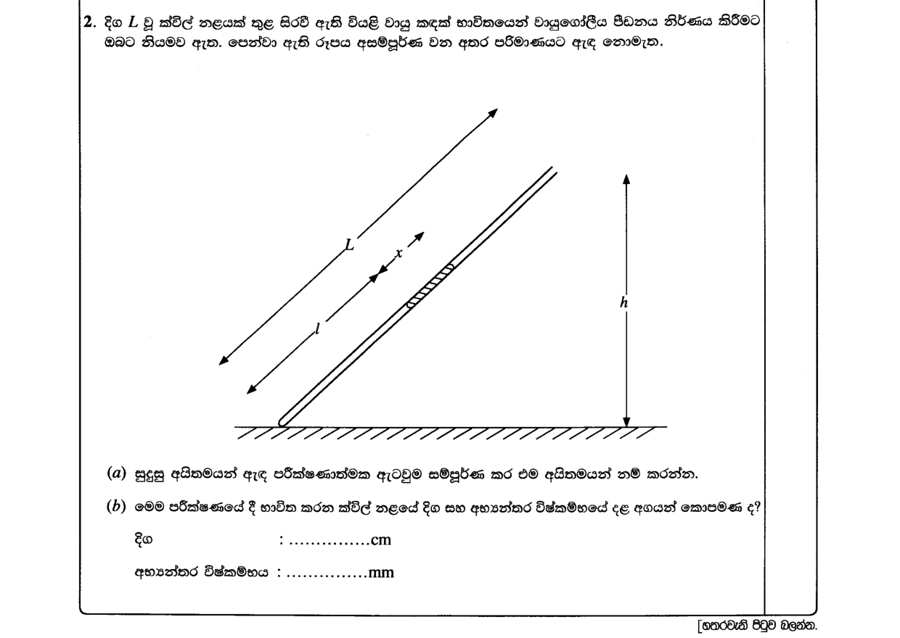 2. දිග L වූ ක්විල් නළයක් තුළ සිරවී ඇති වියළි වායු කඳක් භාවිතයෙන් වායුගෝලීය පීඩනය නිර්ණය කිරීමට
ඔබට නියමව ඇත. පෙන්වා ඇති රූපය අසම්පූර්ණ වන අතර පරිමාණයට ඇඳ නොමැත.
L
x
l
h
(a) සුදුසු අයිතමයන් ඇඳ පරීක්ෂණාත්මක ඇටවුම සම්පූර්ණ කර එම අයිතමයන් නම් කරන්න.
(b) මෙම පරීක්ෂණයේ දී භාවිත කරන ක්විල් නළයේ දිග සහ අභ්‍යන්තර විෂ්කම්භයේ දළ අගයන් කොපමණ ද?
දිග : ...............cm
අභ්‍යන්තර විෂ්කම්භය : ...............mm
[හතරවැනි පිටුව බලන්න.